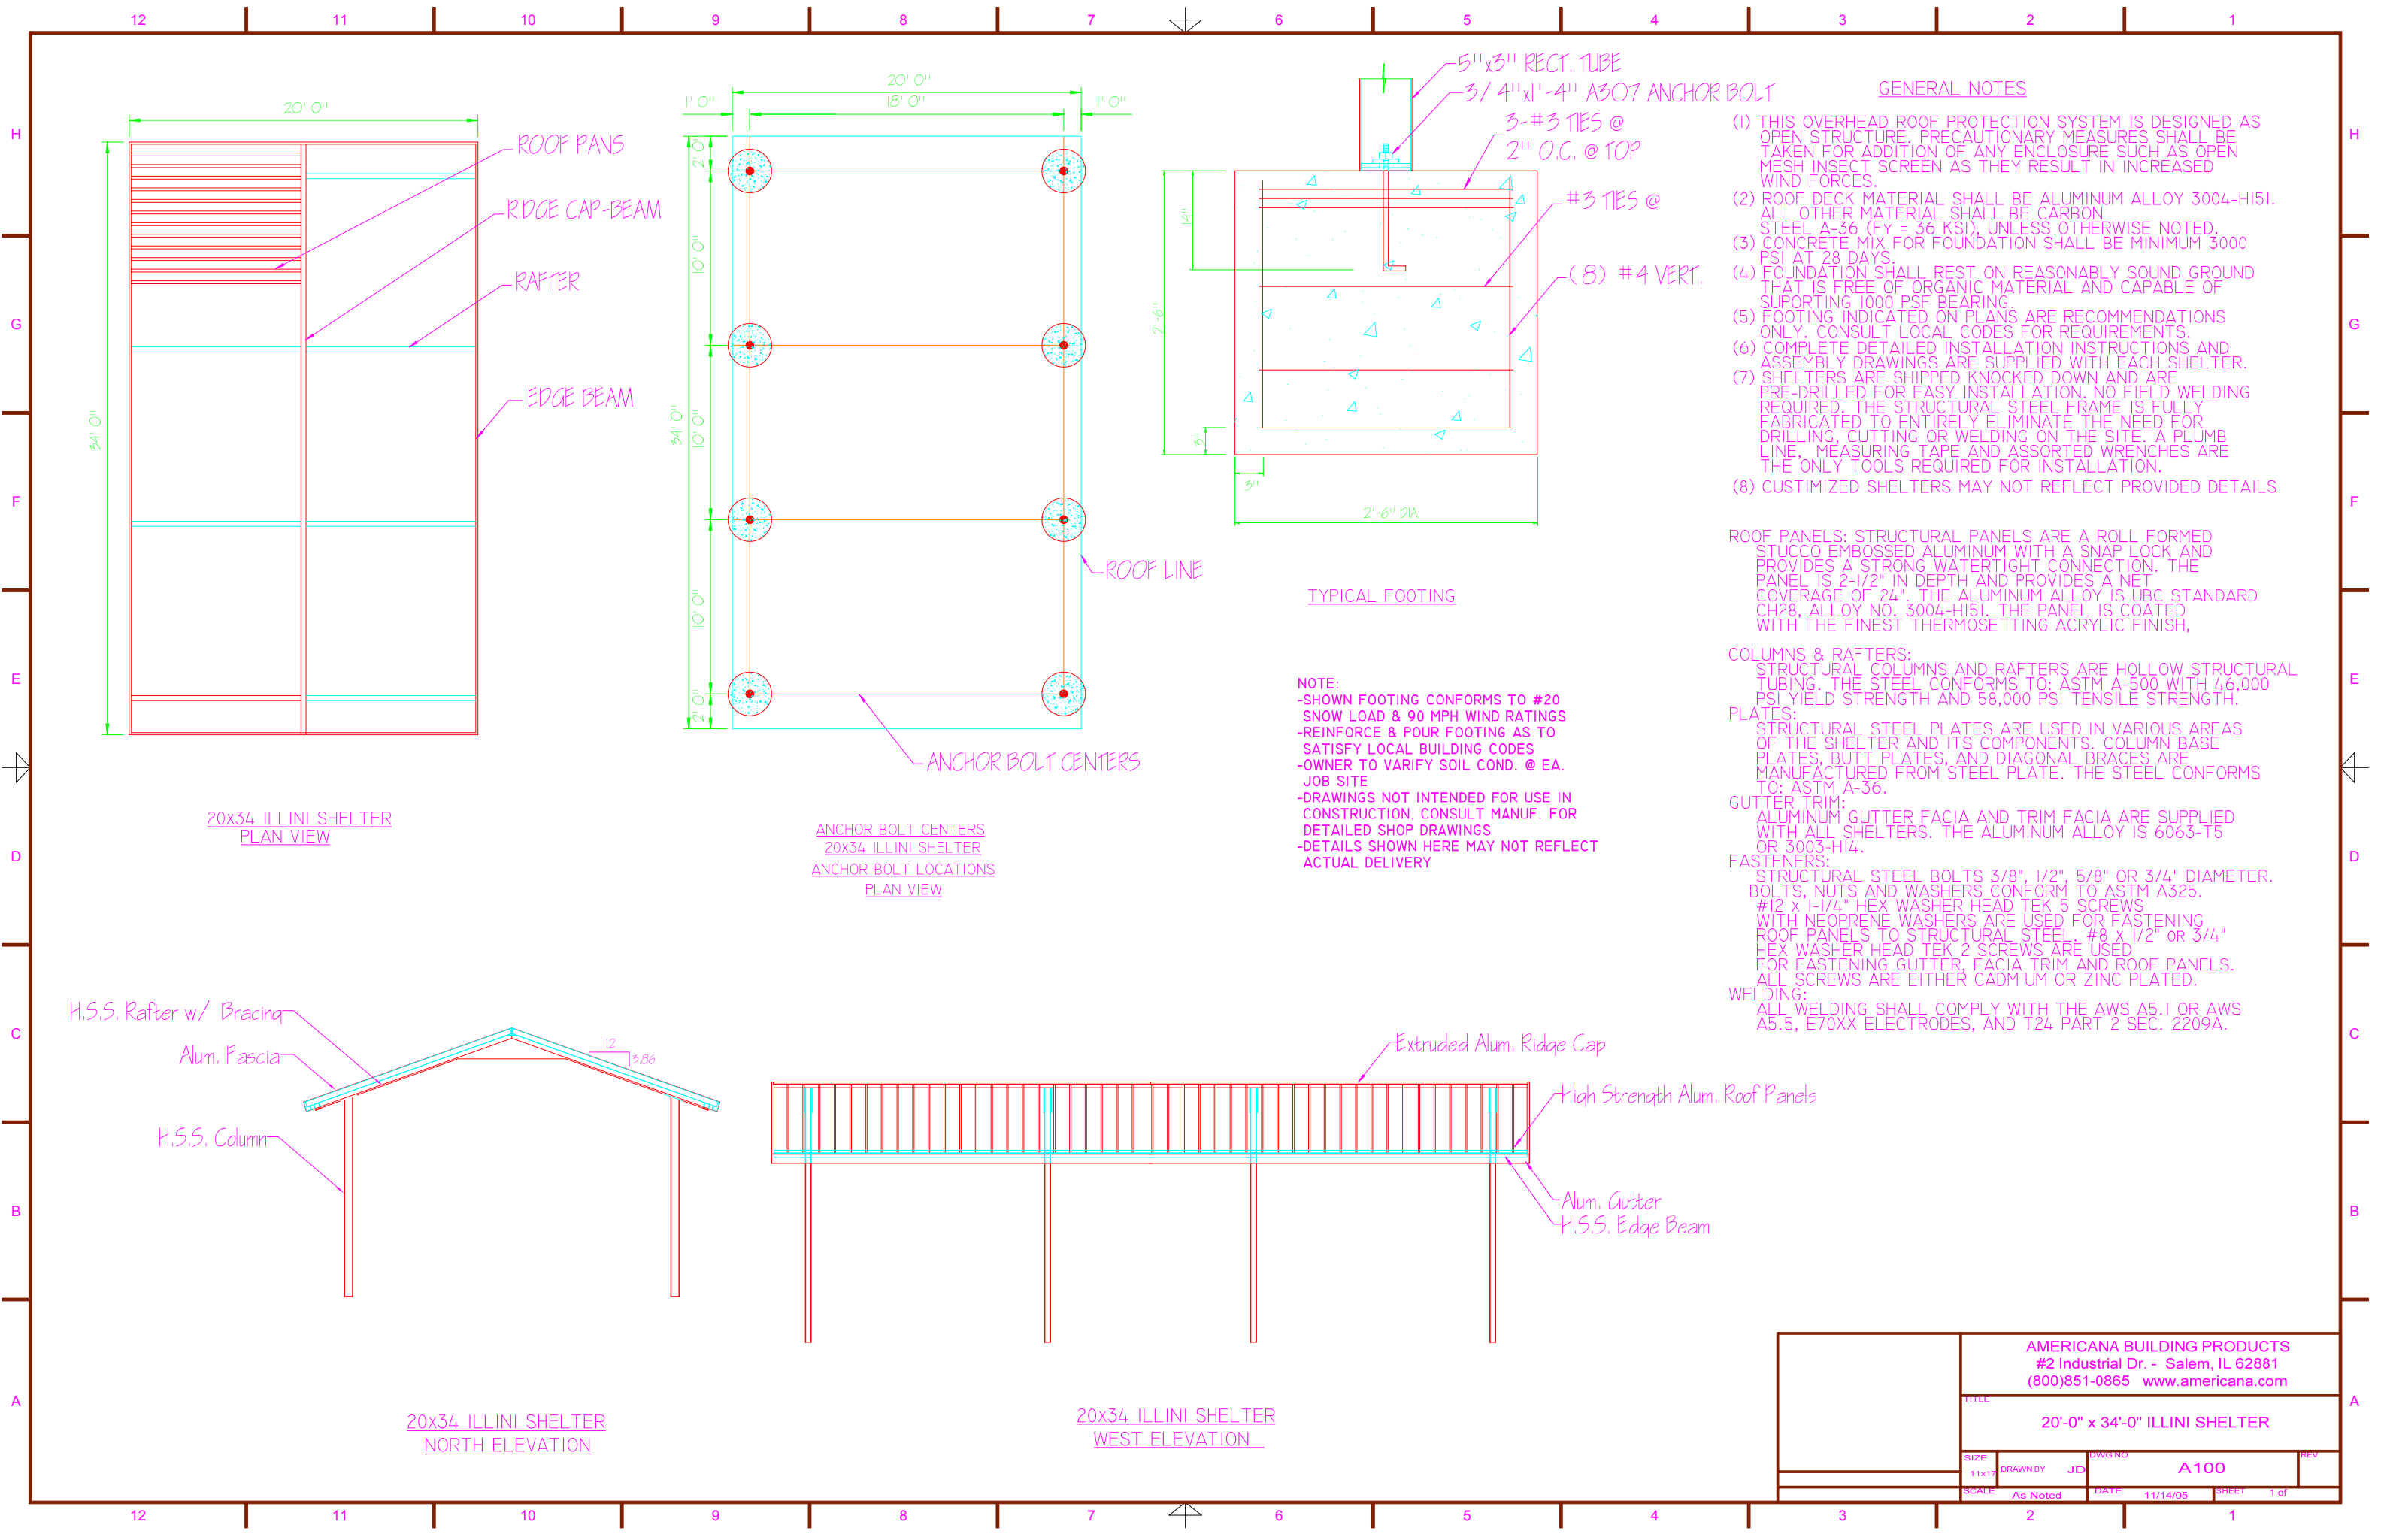 12 11 10 9 8 7 6 5 4 3 2 1
H
G
F
E
D
C
B
A
20' 0"
34' 0"
ROOF PANS
RIDGE CAP-BEAM
RAFTER
EDGE BEAM
20X34 ILLINI SHELTER
PLAN VIEW
20' 0"
1' 0"
18' 0"
1' 0"
2' 0"
10' 0"
34' 0"
10' 0"
10' 0"
2' 0"
ROOF LINE
ANCHOR BOLT CENTERS
ANCHOR BOLT CENTERS
20X34 ILLINI SHELTER
ANCHOR BOLT LOCATIONS
PLAN VIEW
5"x3" RECT. TUBE
3/4"x1'-4" A307 ANCHOR BOLT
3-#3 TIES @
2" O.C. @ TOP
#3 TIES @
(8) #4 VERT.
14"
2'-6"
3"
3"
2'-6" DIA.
TYPICAL FOOTING
NOTE:
-SHOWN FOOTING CONFORMS TO #20
SNOW LOAD & 90 MPH WIND RATINGS
-REINFORCE & POUR FOOTING AS TO
SATISFY LOCAL BUILDING CODES
-OWNER TO VARIFY SOIL COND. @ EA.
JOB SITE
-DRAWINGS NOT INTENDED FOR USE IN
CONSTRUCTION, CONSULT MANUF. FOR
DETAILED SHOP DRAWINGS
-DETAILS SHOWN HERE MAY NOT REFLECT
ACTUAL DELIVERY
GENERAL NOTES
(1) THIS OVERHEAD ROOF PROTECTION SYSTEM IS DESIGNED AS
OPEN STRUCTURE. PRECAUTIONARY MEASURES SHALL BE
TAKEN FOR ADDITION OF ANY ENCLOSURE SUCH AS OPEN
MESH INSECT SCREEN AS THEY RESULT IN INCREASED
WIND FORCES.
(2) ROOF DECK MATERIAL SHALL BE ALUMINUM ALLOY 3004-H151.
ALL OTHER MATERIAL SHALL BE CARBON
STEEL A-36 (FY = 36 KSI), UNLESS OTHERWISE NOTED.
(3) CONCRETE MIX FOR FOUNDATION SHALL BE MINIMUM 3000
PSI AT 28 DAYS.
(4) FOUNDATION SHALL REST ON REASONABLY SOUND GROUND
THAT IS FREE OF ORGANIC MATERIAL AND CAPABLE OF
SUPORTING 1000 PSF BEARING.
(5) FOOTING INDICATED ON PLANS ARE RECOMMENDATIONS
ONLY. CONSULT LOCAL CODES FOR REQUIREMENTS.
(6) COMPLETE DETAILED INSTALLATION INSTRUCTIONS AND
ASSEMBLY DRAWINGS ARE SUPPLIED WITH EACH SHELTER.
(7) SHELTERS ARE SHIPPED KNOCKED DOWN AND ARE
PRE-DRILLED FOR EASY INSTALLATION. NO FIELD WELDING
REQUIRED. THE STRUCTURAL STEEL FRAME IS FULLY
FABRICATED TO ENTIRELY ELIMINATE THE NEED FOR
DRILLING, CUTTING OR WELDING ON THE SITE. A PLUMB
LINE, MEASURING TAPE AND ASSORTED WRENCHES ARE
THE ONLY TOOLS REQUIRED FOR INSTALLATION.
(8) CUSTIMIZED SHELTERS MAY NOT REFLECT PROVIDED DETAILS
ROOF PANELS: STRUCTURAL PANELS ARE A ROLL FORMED
STUCCO EMBOSSED ALUMINUM WITH A SNAP LOCK AND
PROVIDES A STRONG WATERTIGHT CONNECTION. THE
PANEL IS 2-1/2" IN DEPTH AND PROVIDES A NET
COVERAGE OF 24". THE ALUMINUM ALLOY IS UBC STANDARD
CH28, ALLOY NO. 3004-H151. THE PANEL IS COATED
WITH THE FINEST THERMOSETTING ACRYLIC FINISH,
COLUMNS & RAFTERS:
STRUCTURAL COLUMNS AND RAFTERS ARE HOLLOW STRUCTURAL
TUBING. THE STEEL CONFORMS TO: ASTM A-500 WITH 46,000
PSI YIELD STRENGTH AND 58,000 PSI TENSILE STRENGTH.
PLATES:
STRUCTURAL STEEL PLATES ARE USED IN VARIOUS AREAS
OF THE SHELTER AND ITS COMPONENTS. COLUMN BASE
PLATES, BUTT PLATES, AND DIAGONAL BRACES ARE
MANUFACTURED FROM STEEL PLATE. THE STEEL CONFORMS
TO: ASTM A-36.
GUTTER TRIM:
ALUMINUM GUTTER FACIA AND TRIM FACIA ARE SUPPLIED
WITH ALL SHELTERS. THE ALUMINUM ALLOY IS 6063-T5
OR 3003-H14.
FASTENERS:
STRUCTURAL STEEL BOLTS 3/8", 1/2", 5/8" OR 3/4" DIAMETER.
BOLTS, NUTS AND WASHERS CONFORM TO ASTM A325.
#12 X 1-1/4" HEX WASHER HEAD TEK 5 SCREWS
WITH NEOPRENE WASHERS ARE USED FOR FASTENING
ROOF PANELS TO STRUCTURAL STEEL. #8 X 1/2" OR 3/4"
HEX WASHER HEAD TEK 2 SCREWS ARE USED
FOR FASTENING GUTTER, FACIA TRIM AND ROOF PANELS.
ALL SCREWS ARE EITHER CADMIUM OR ZINC PLATED.
WELDING:
ALL WELDING SHALL COMPLY WITH THE AWS A5.1 OR AWS
A5.5, E70XX ELECTRODES, AND T24 PART 2 SEC. 2209A.
H.S.S. Rafter w/ Bracing
Alum. Fascia
H.S.S. Column
12
3.86
20X34 ILLINI SHELTER
NORTH ELEVATION
Extruded Alum. Ridge Cap
High Strength Alum. Roof Panels
Alum. Gutter
H.S.S. Edge Beam
20X34 ILLINI SHELTER
WEST ELEVATION
AMERICANA BUILDING PRODUCTS
#2 Industrial Dr. - Salem, IL 62881
(800)851-0865 www.americana.com
TITLE
20'-0" x 34'-0" ILLINI SHELTER
SIZE
11x17
DRAWN BY JD
DWG NO
A100
REV
SCALE As Noted
DATE 11/14/05
SHEET 1 of
H
G
F
E
D
C
B
A
12 11 10 9 8 7 6 5 4 3 2 1